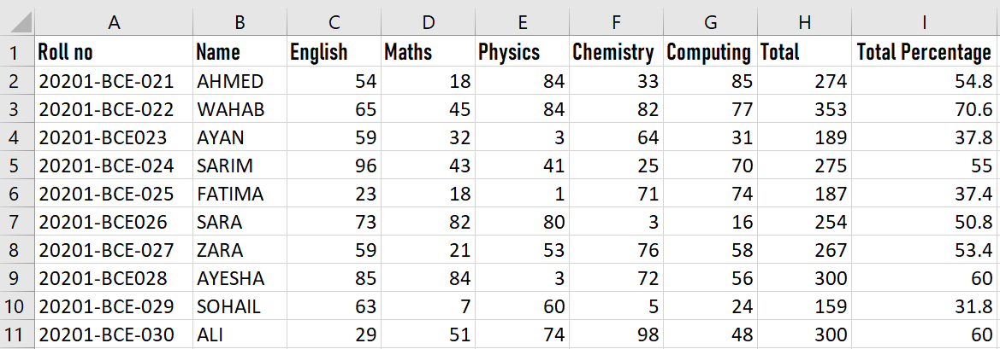 A B C D E F G H I
1 Roll no Name English Maths Physics Chemistry Computing Total Total Percentage
2 20201-BCE-021 AHMED 54 18 84 33 85 274 54.8
3 20201-BCE-022 WAHAB 65 45 84 82 77 353 70.6
4 20201-BCE023 AYAN 59 32 3 64 31 189 37.8
5 20201-BCE-024 SARIM 96 43 41 25 70 275 55
6 20201-BCE-025 FATIMA 23 18 1 71 74 187 37.4
7 20201-BCE026 SARA 73 82 80 3 16 254 50.8
8 20201-BCE-027 ZARA 59 21 53 76 58 267 53.4
9 20201-BCE028 AYESHA 85 84 3 72 56 300 60
10 20201-BCE-029 SOHAIL 63 7 60 5 24 159 31.8
11 20201-BCE-030 ALI 29 51 74 98 48 300 60